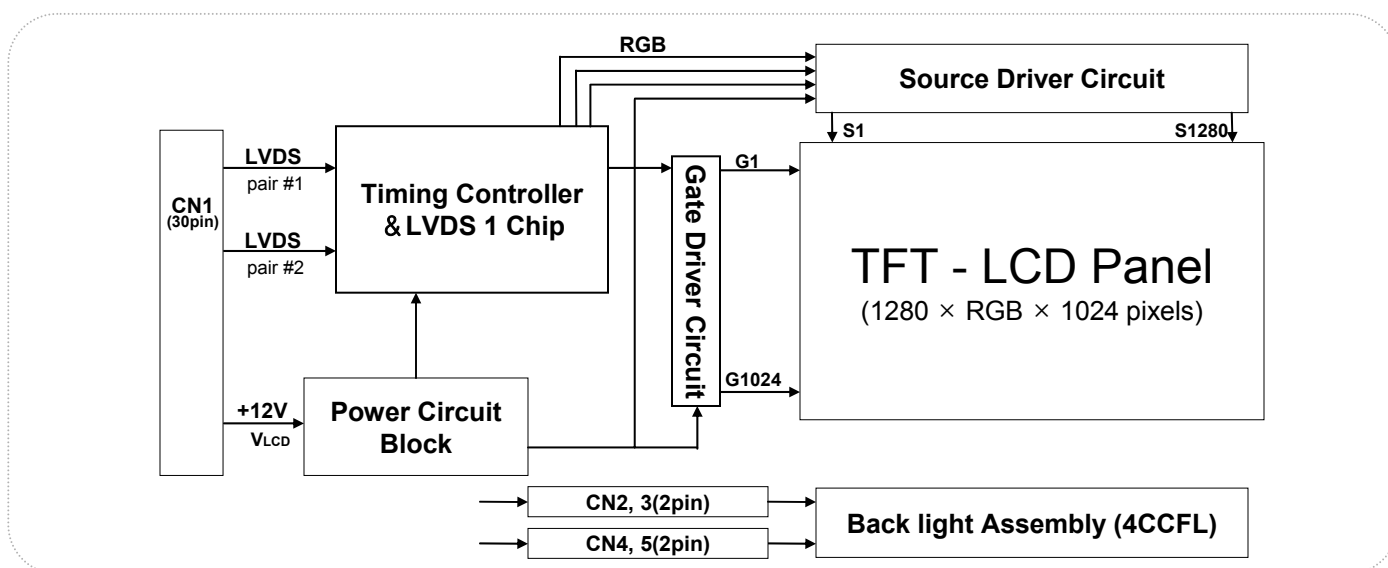 RGB
Source Driver Circuit
S1
S1280
CN1
(30pin)
LVDS
pair #1
LVDS
pair #2
Timing Controller
&LVDS 1 Chip
Gate Driver Circuit
G1
G1024
TFT - LCD Panel
(1280 × RGB × 1024 pixels)
+12V
VLCD
Power Circuit
Block
CN2, 3(2pin)
CN4, 5(2pin)
Back light Assembly (4CCFL)